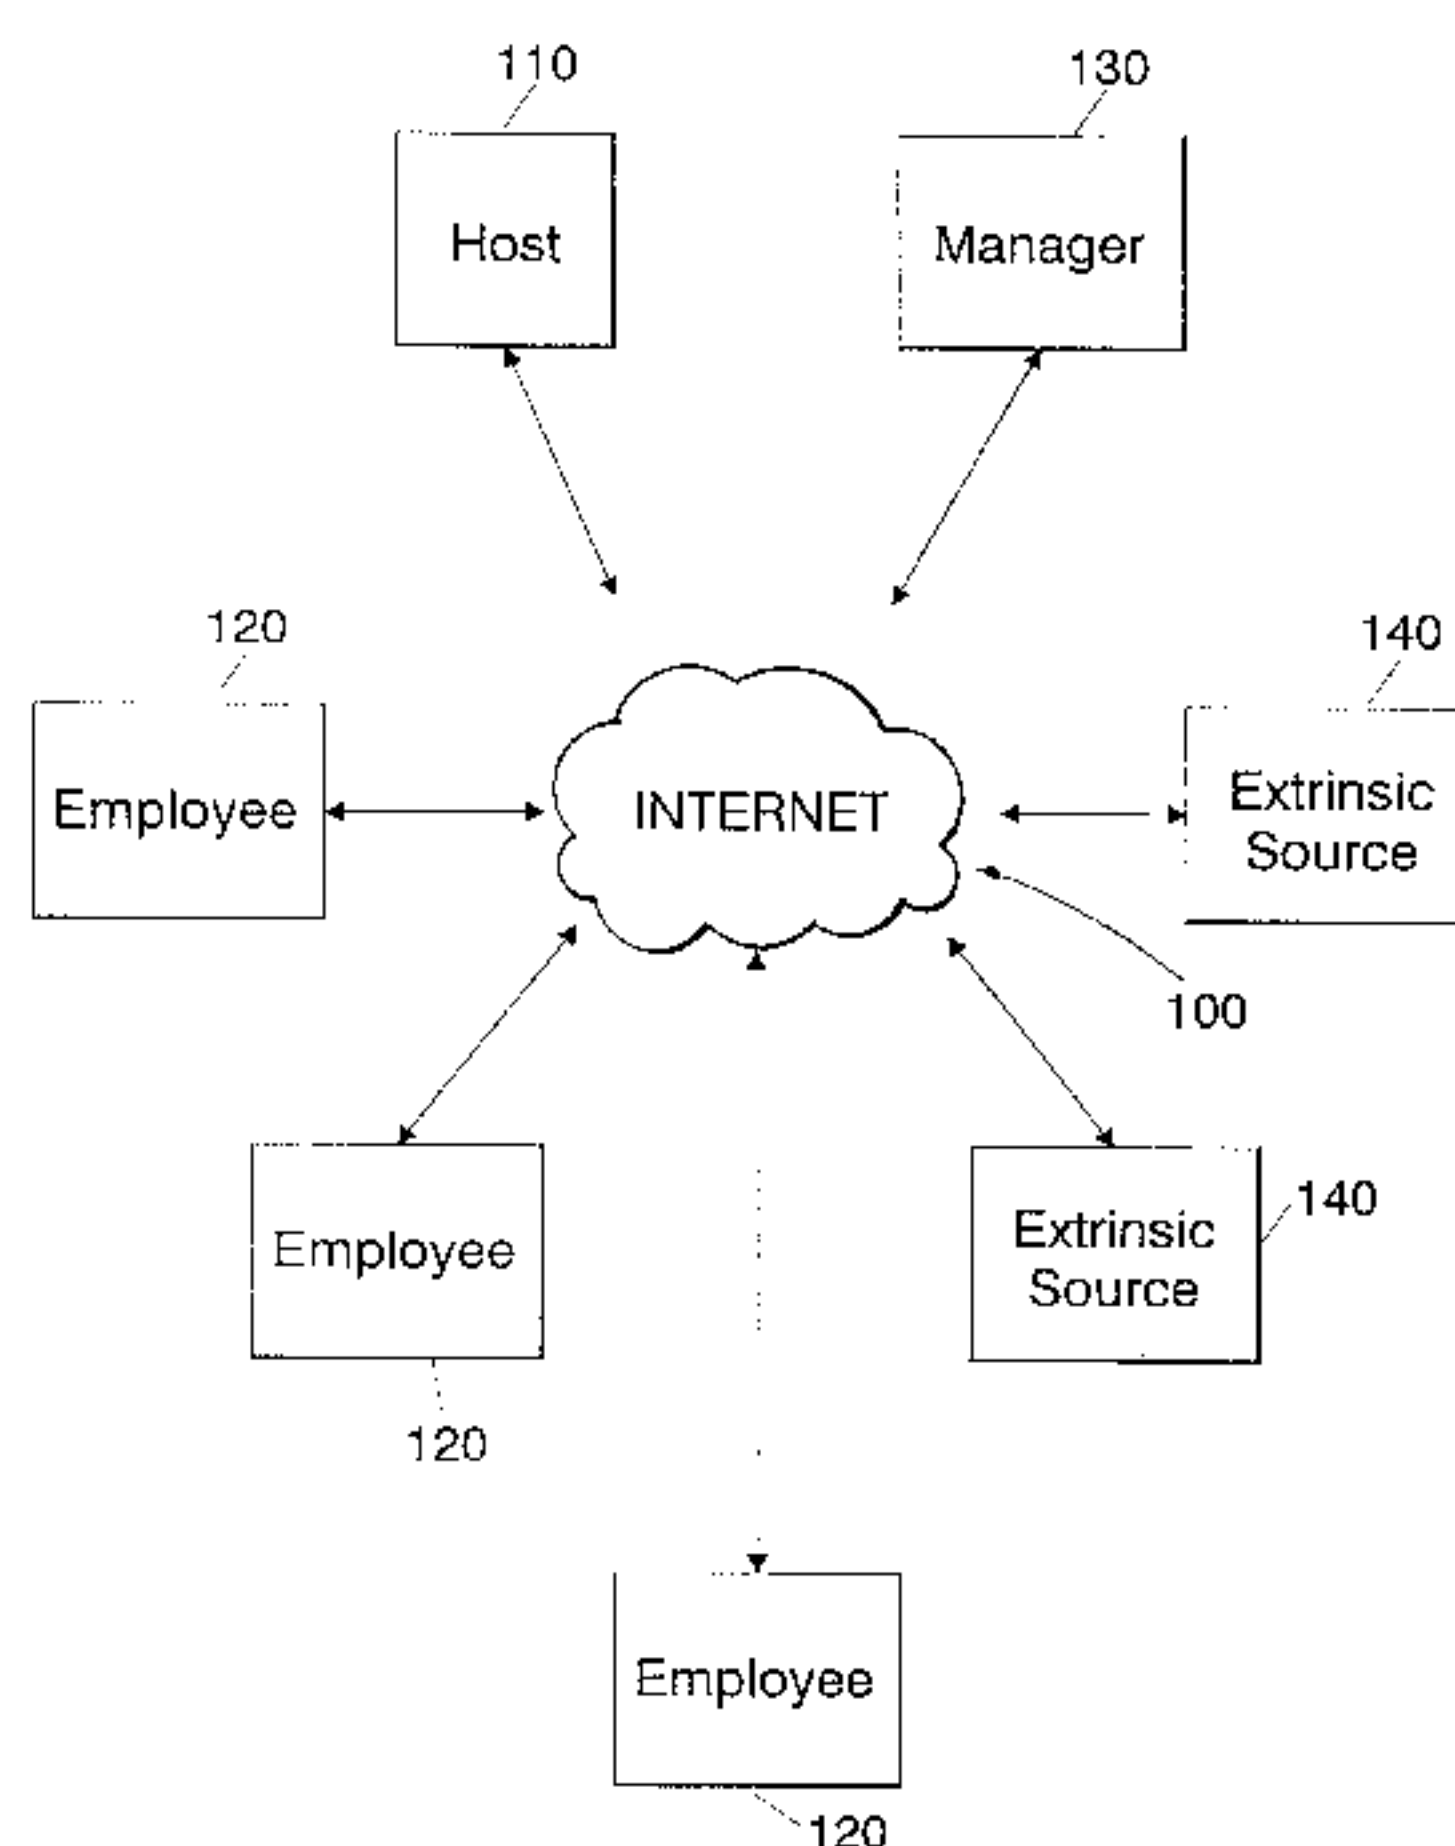 110
130
Host
Manager
120
140
Employee
INTERNET
Extrinsic
Source
100
Employee
Extrinsic
Source
140
120
Employee
120